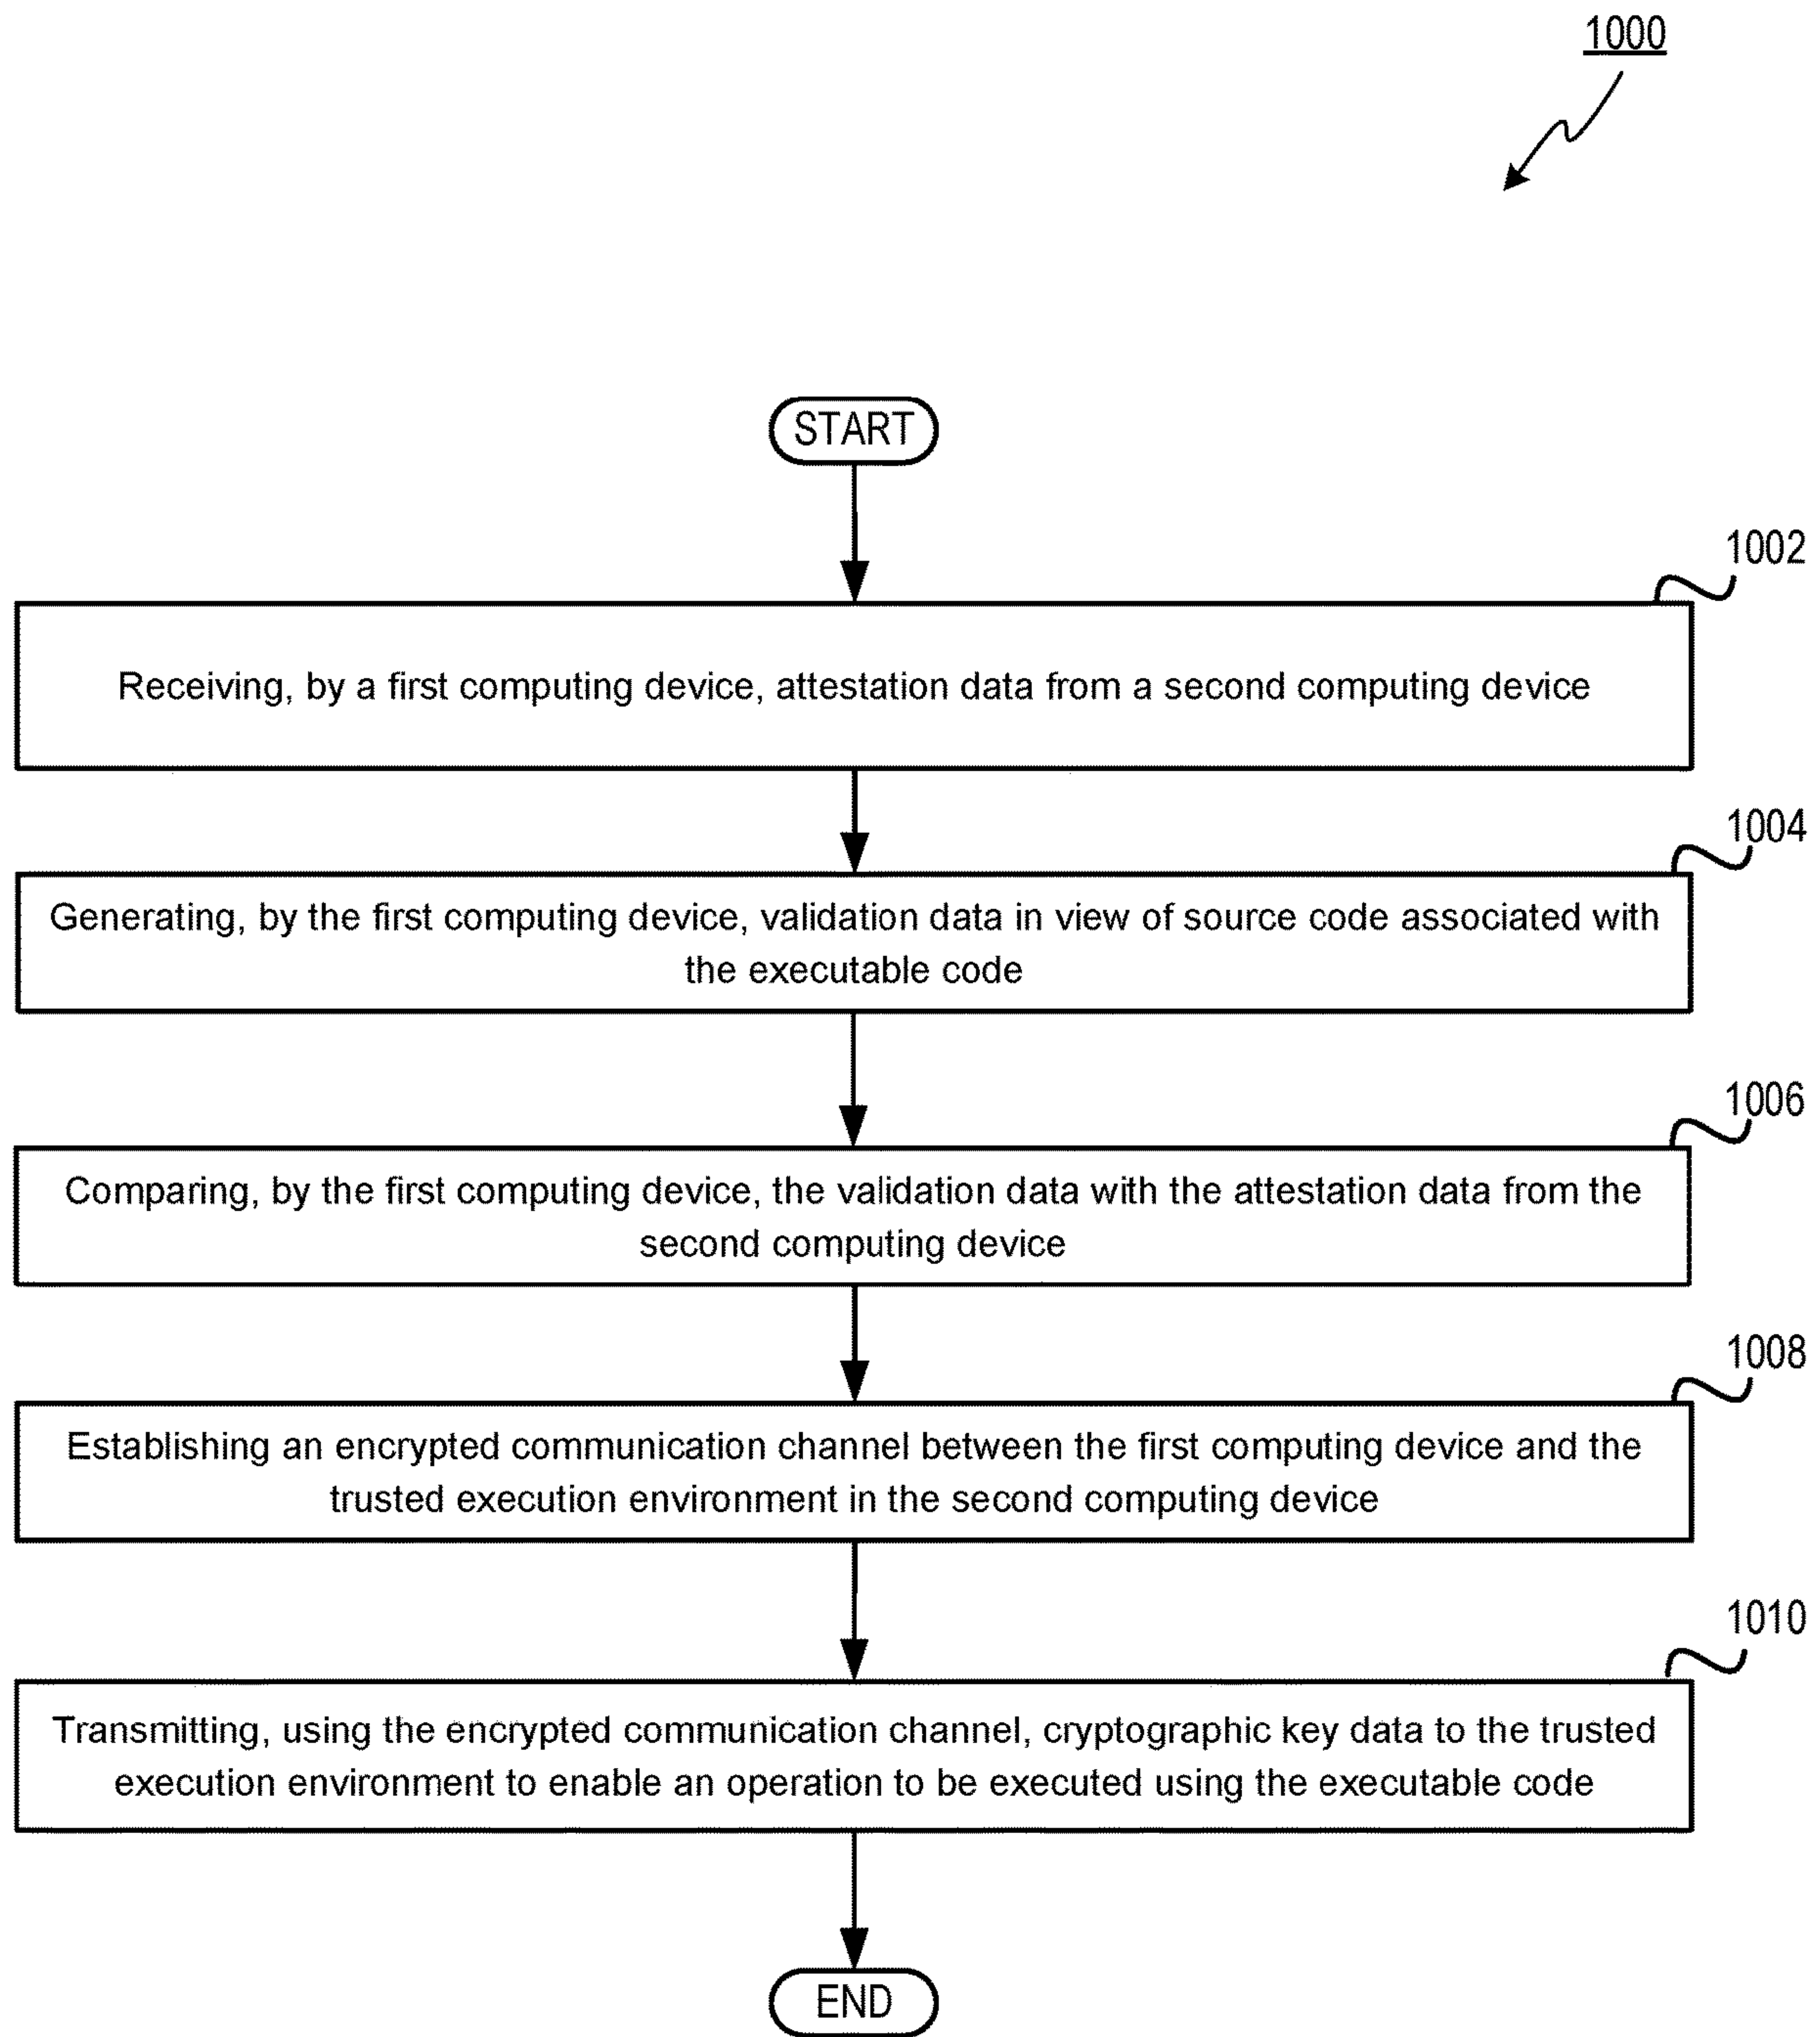 1000
START
1002
Receiving, by a first computing device, attestation data from a second computing device
1004
Generating, by the first computing device, validation data in view of source code associated with
the executable code
1006
Comparing, by the first computing device, the validation data with the attestation data from the
second computing device
1008
Establishing an encrypted communication channel between the first computing device and the
trusted execution environment in the second computing device
1010
Transmitting, using the encrypted communication channel, cryptographic key data to the trusted
execution environment to enable an operation to be executed using the executable code
END